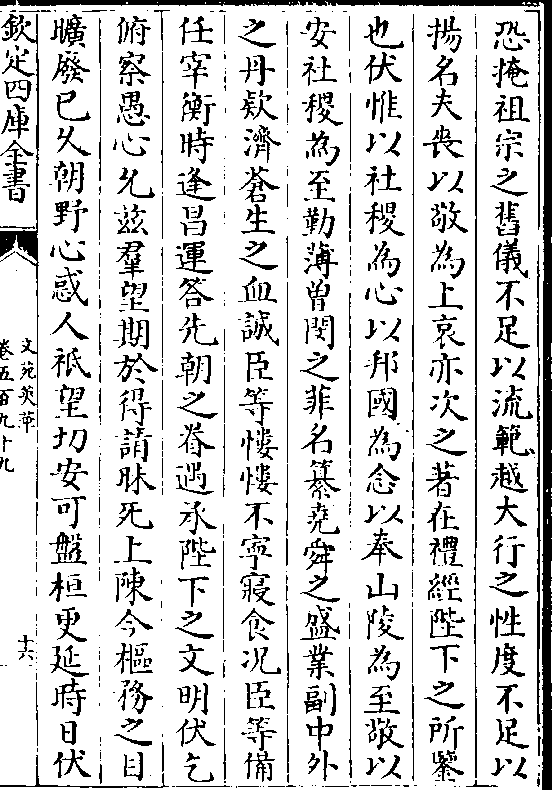 恐掩祖宗之舊儀不足以流範越大行之性度不足以
揚名夫喪以敬為上哀亦次之著在禮經陛下之所鑒
也伏惟以社稷為心以邦國為念以奉山陵為至敬以
安社稷為至勤薄曾閔之菲名纂堯舜之盛業副中外
之丹欵濟蒼生之血誠臣等慺慺不寧寢食况臣等備
任宰衡時逢昌運答先朝之眷遇承陛下之文明伏乞
俯察愚心允兹羣望期於得請昧死上陳今樞務之目
曠廢已乆朝野心惑人祇望切安可盤桓更延時日伏
欽定四庫全書
文苑英華
卷五百九十九
十六